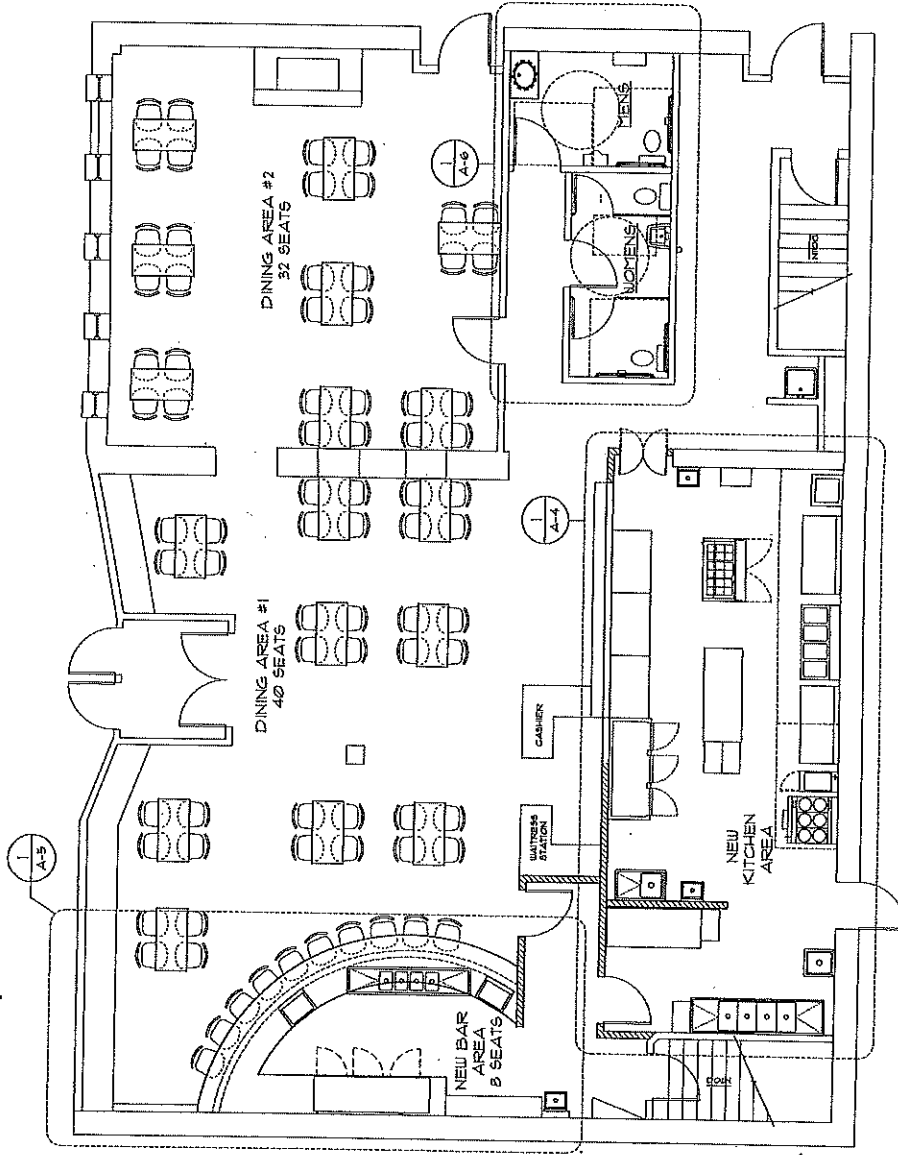 DINING AREA #2
32 SEATS
1
A-6
MENS
WOMENS
DOWN
DINING AREA #1
40 SEATS
1
A-4
CASHIER
WAITRESS
STATION
1
A-5
NEW BAR
AREA
8 SEATS
NEW
KITCHEN
AREA
DOWN